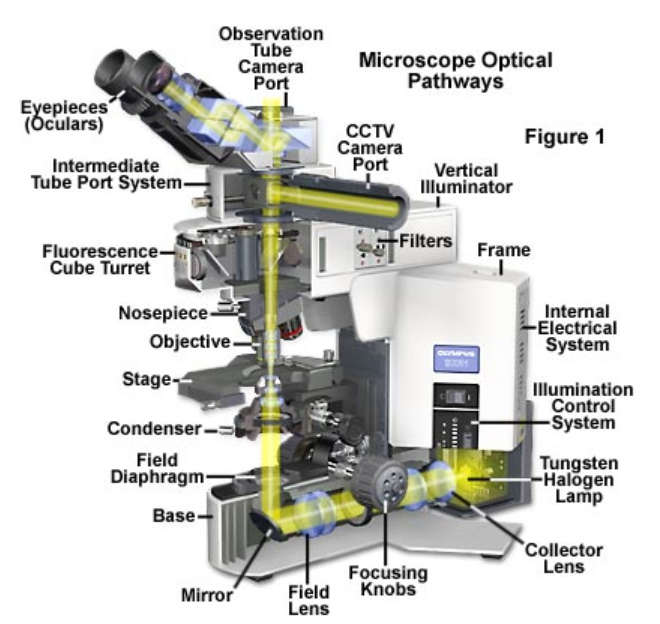 Observation
Tube
Camera
Port
Microscope Optical
Pathways
Figure 1
Eyepieces
(Oculars)
CCTV
Camera
Port
Intermediate
Tube Port System
Vertical
Illuminator
Filters
Fluorescence
Cube Turret
Frame
Nosepiece
Internal
Electrical
System
Objective
OLYMPUS
Stage
Illumination
Control
System
Condenser
Field
Diaphragm
Tungsten
Halogen
Lamp
Base
Collector
Lens
Focusing
Knobs
Field
Lens
Mirror